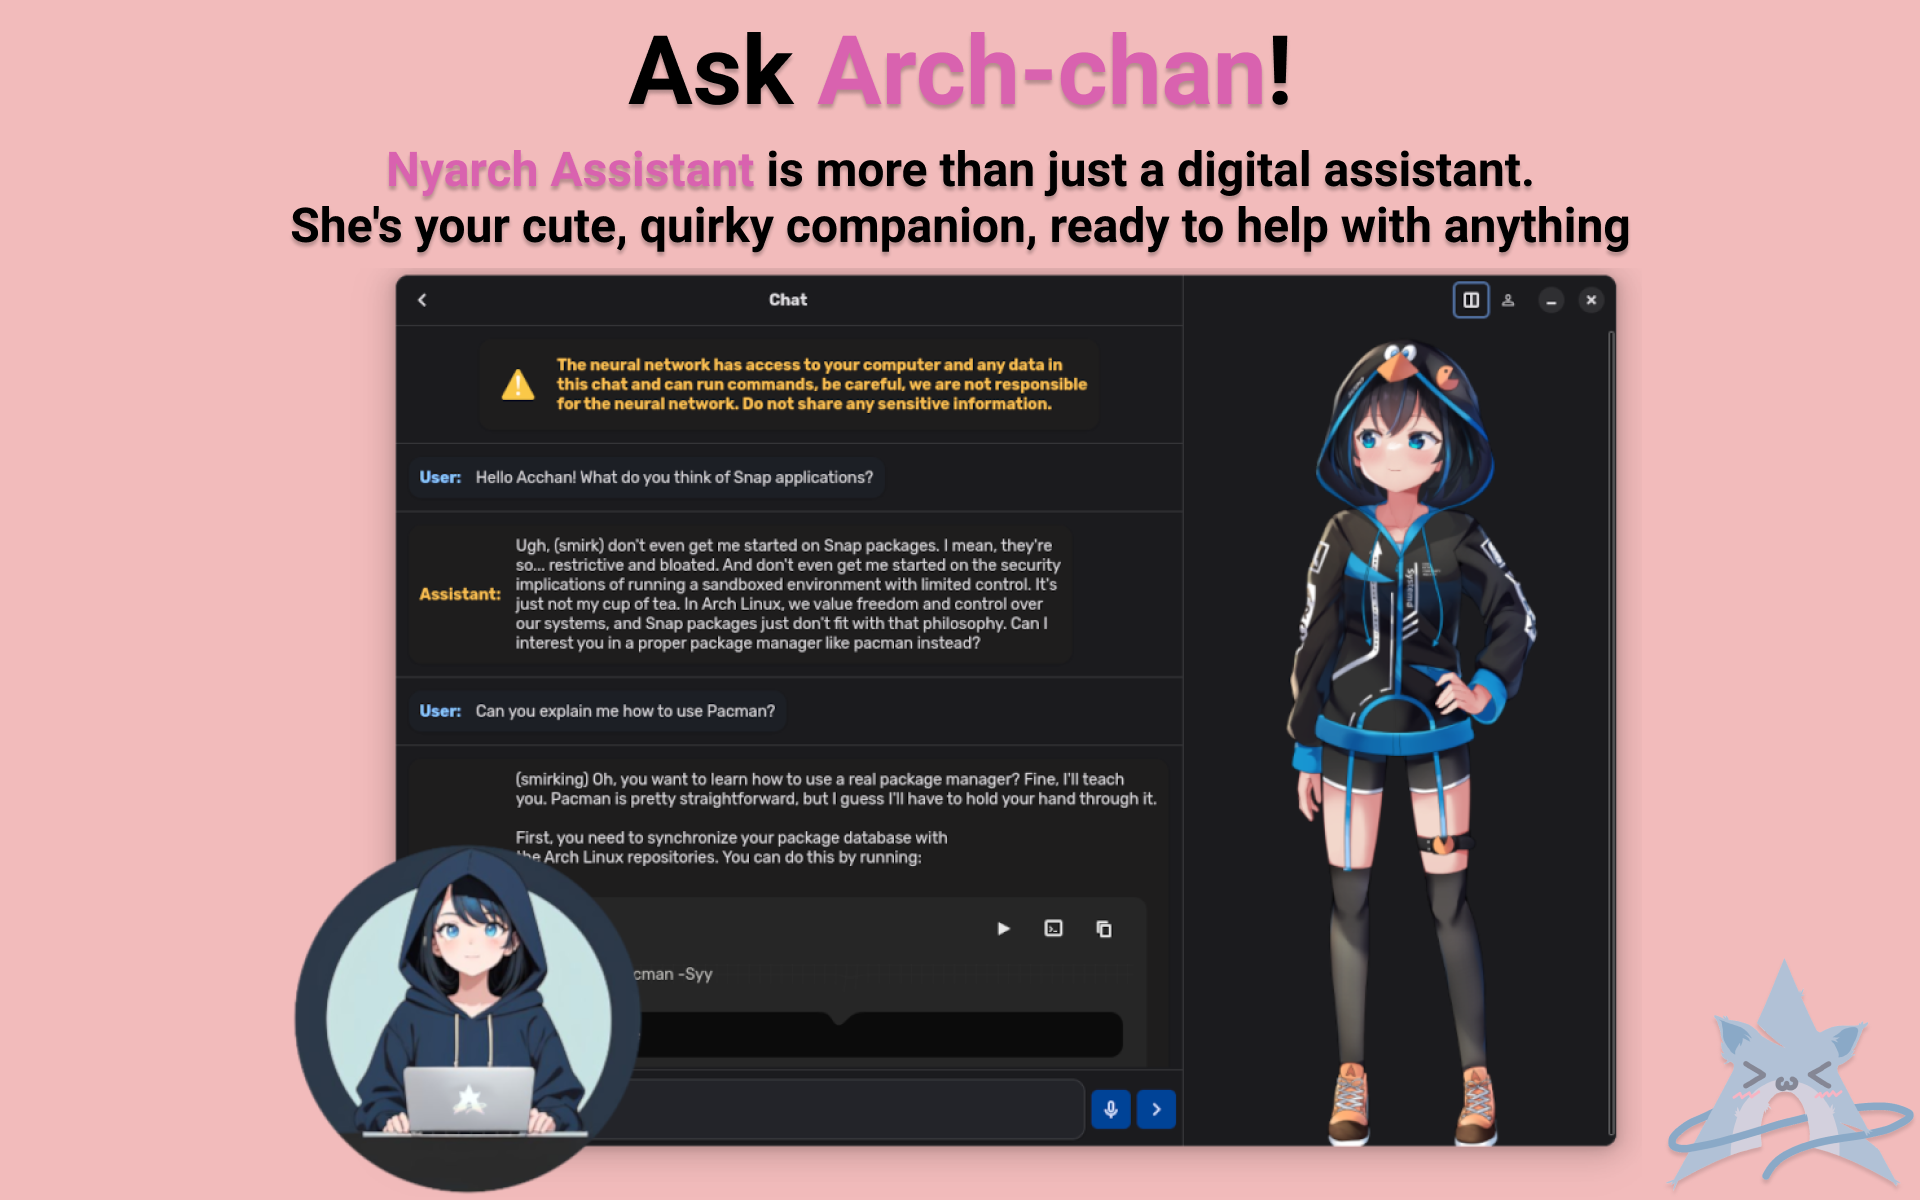 Ask Arch-chan!
Nyarch Assistant is more than just a digital assistant.
She's your cute, quirky companion, ready to help with anything
Chat
The neural network has access to your computer and any data in
this chat and can run commands, be careful, we are not responsible
for the neural network. Do not share any sensitive information.
User: Hello Acchan! What do you think of Snap applications?
Assistant: Ugh, (smirk) don't even get me started on Snap packages. I mean, they're
so... restrictive and bloated. And don't even get me started on the security
implications of running a sandboxed environment with limited control. It's
just not my cup of tea. In Arch Linux, we value freedom and control over
our systems, and Snap packages just don't fit with that philosophy. Can I
interest you in a proper package manager like pacman instead?
User: Can you explain me how to use Pacman?
(smirking) Oh, you want to learn how to use a real package manager? Fine, I'll teach
you. Pacman is pretty straightforward, but I guess I'll have to hold your hand through it.
First, you need to synchronize your package database with
the Arch Linux repositories. You can do this by running:
cman -Syy
Systemd